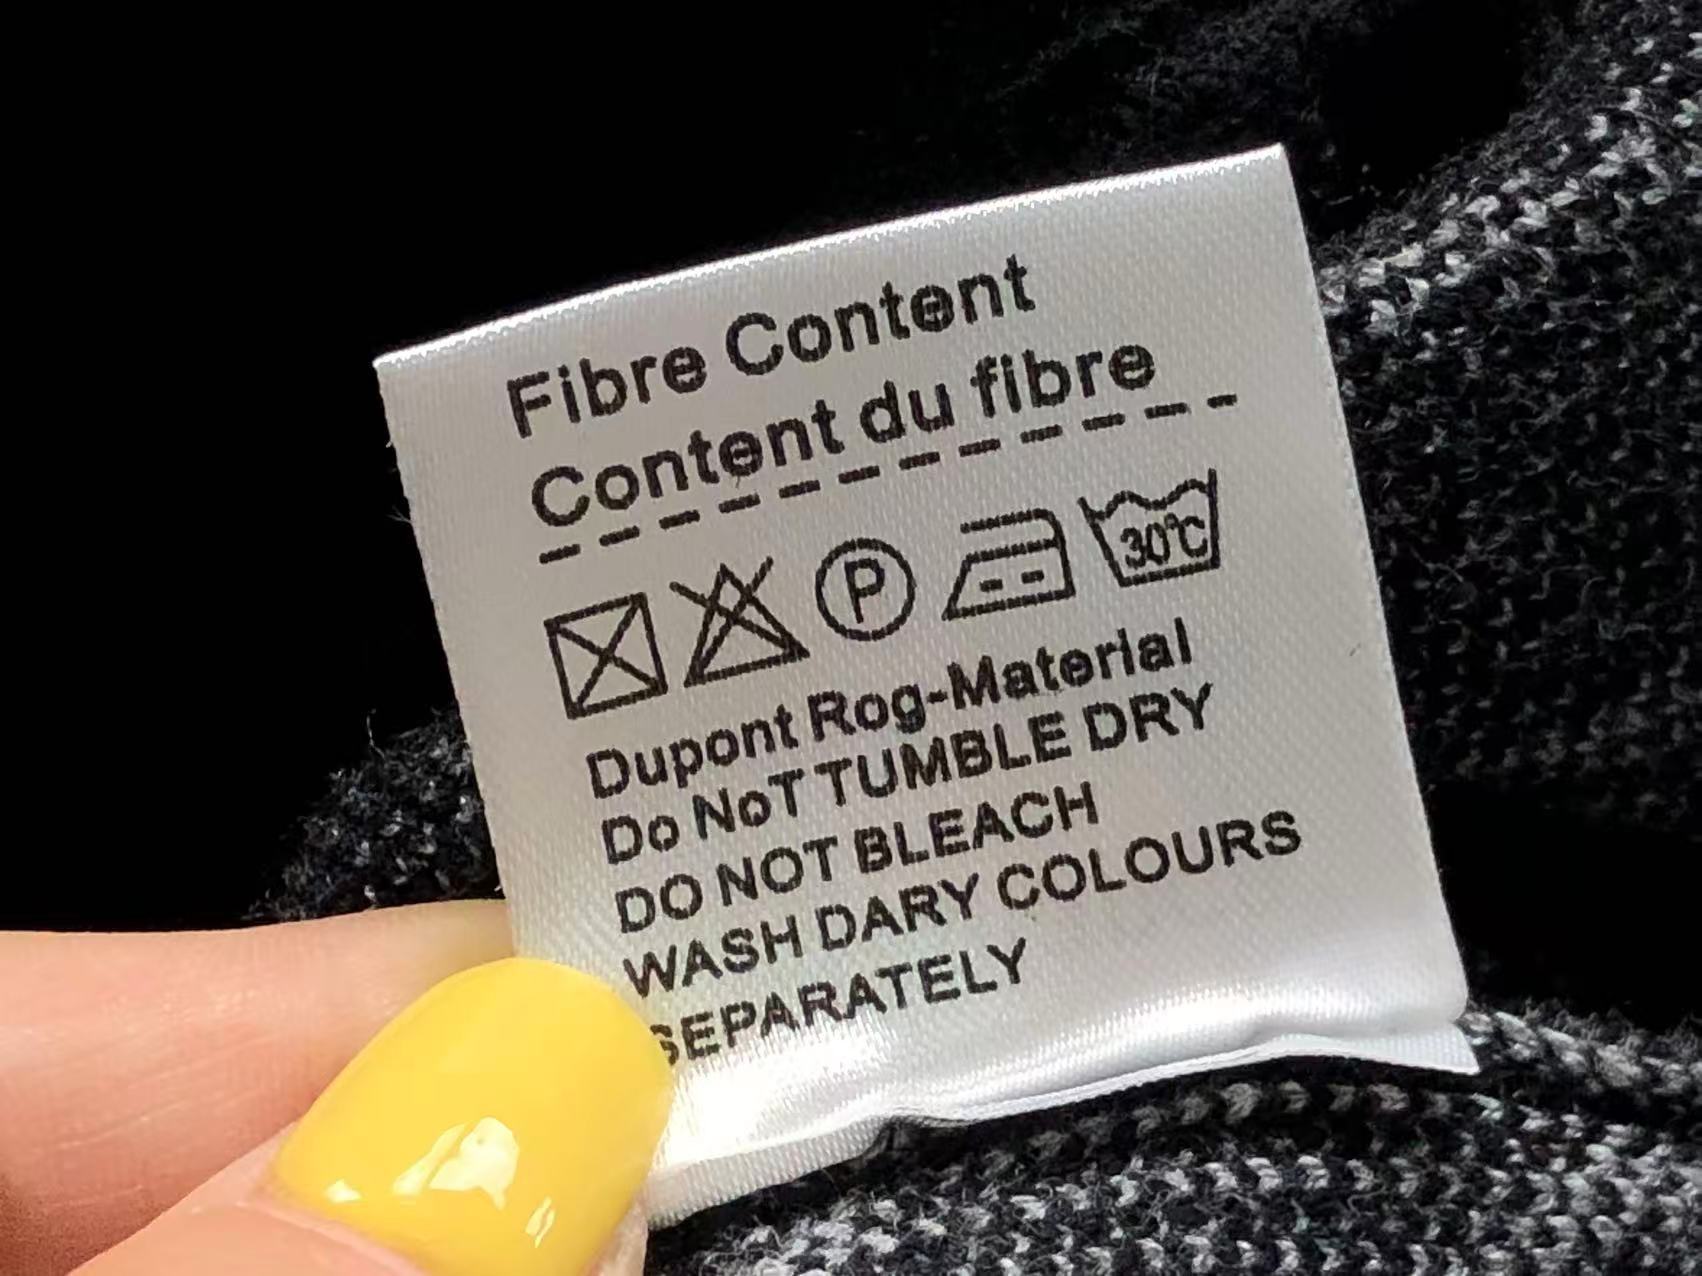 Fibre Content
Content du fibre
P 30℃
Dupont Rog-Material
Do NoT TUMBLE DRY
DO NOT BLEACH
WASH DARY COLOURS
SEPARATELY